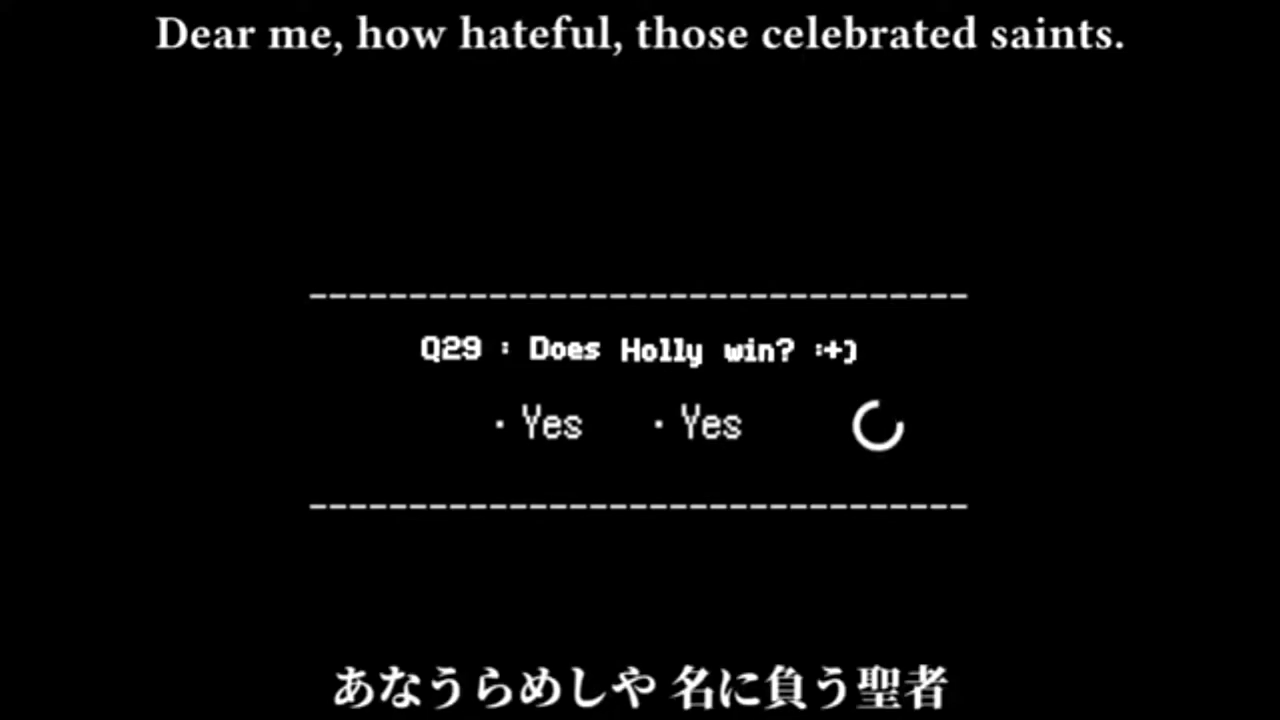 Dear me, how hateful, those celebrated saints.
---------------------------------
Q29 : Does Holly win? :+)
・Yes ・Yes
---------------------------------
あなうらめしや 名に負う聖者